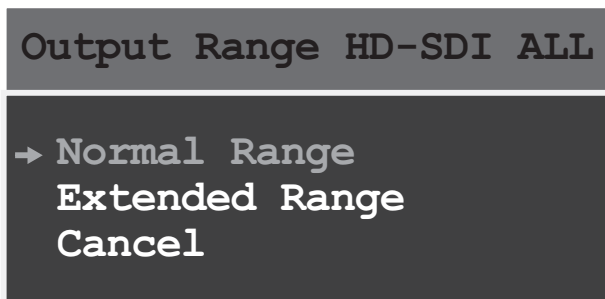 Output Range HD-SDI ALL
→ Normal Range
Extended Range
Cancel